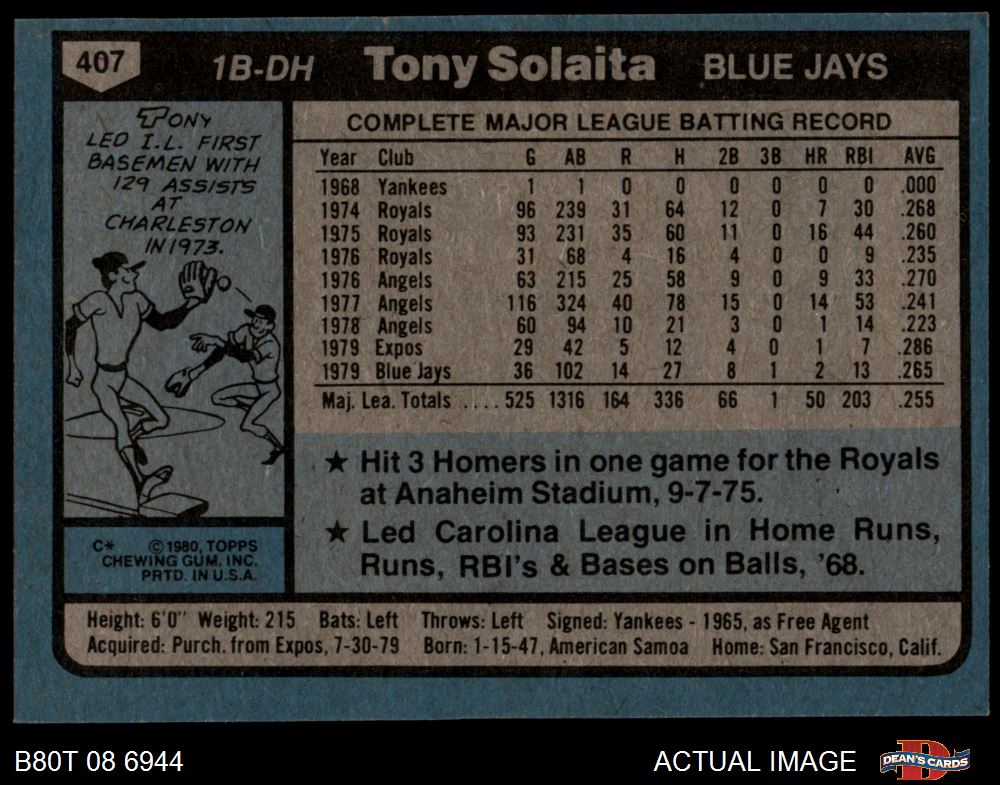 407 1B-DH Tony Solaita BLUE JAYS
TONY
LED I.L. FIRST
BASEMEN WITH
129 ASSISTS
AT
CHARLESTON
IN 1973.
C* ©1980, TOPPS
CHEWING GUM, INC.
PRTD. IN U.S.A.
COMPLETE MAJOR LEAGUE BATTING RECORD
Year Club G AB R H 2B 3B HR RBI AVG
1968 Yankees 1 1 0 0 0 0 0 0 .000
1974 Royals 96 239 31 64 12 0 7 30 .268
1975 Royals 93 231 35 60 11 0 16 44 .260
1976 Royals 31 68 4 16 4 0 0 9 .235
1976 Angels 63 215 25 58 9 0 9 33 .270
1977 Angels 116 324 40 78 15 0 14 53 .241
1978 Angels 60 94 10 21 3 0 1 14 .223
1979 Expos 29 42 5 12 4 0 1 7 .286
1979 Blue Jays 36 102 14 27 8 1 2 13 .265
Maj. Lea. Totals .... 525 1316 164 336 66 1 50 203 .255
★ Hit 3 Homers in one game for the Royals
at Anaheim Stadium, 9-7-75.
★ Led Carolina League in Home Runs,
Runs, RBI's & Bases on Balls, '68.
Height: 6'0" Weight: 215 Bats: Left Throws: Left Signed: Yankees - 1965, as Free Agent
Acquired: Purch. from Expos, 7-30-79 Born: 1-15-47, American Samoa Home: San Francisco, Calif.
B80T 08 6944 ACTUAL IMAGE DEAN'S CARDS